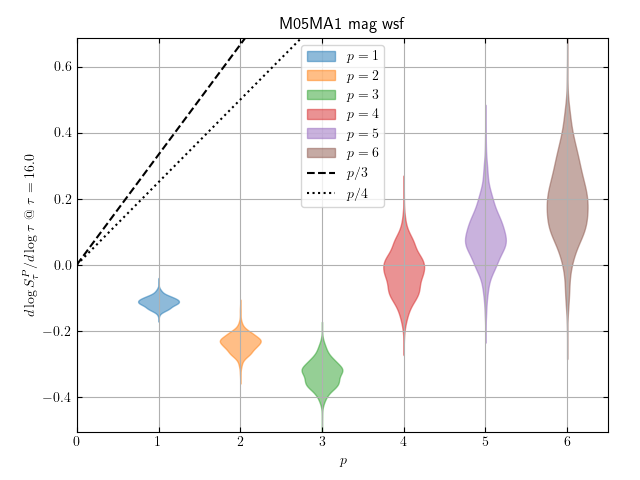 M05MA1 mag wsf
p = 1
p = 2
p = 3
p = 4
p = 5
p = 6
p/3
p/4
d log S_τ^P / d log τ @ τ = 16.0
0.6
0.4
0.2
0.0
−0.2
−0.4
0 1 2 3 4 5 6
p